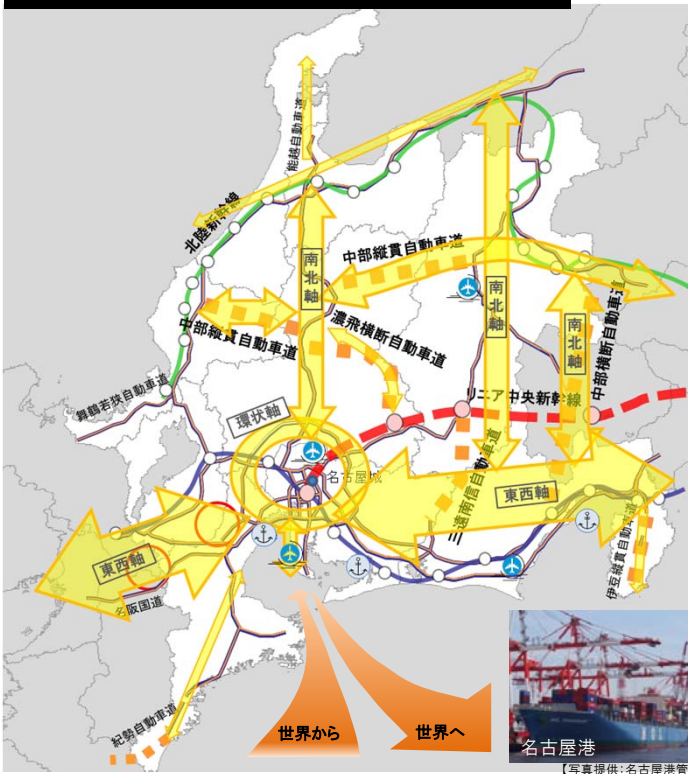 能越自動車道
北陸新幹線
中部縦貫自動車道
南北軸
南北軸
南北軸
中部横断自動車道
中部縦貫自動車道
濃飛横断自動車道
舞鶴若狭自動車道
環状軸
リニア中央新幹線
名古屋城
三遠南信自動車道
東西軸
東西軸
名阪国道
伊豆縦貫自動車道
紀勢自動車道
世界から
世界へ
名古屋港
【写真提供:名古屋港管